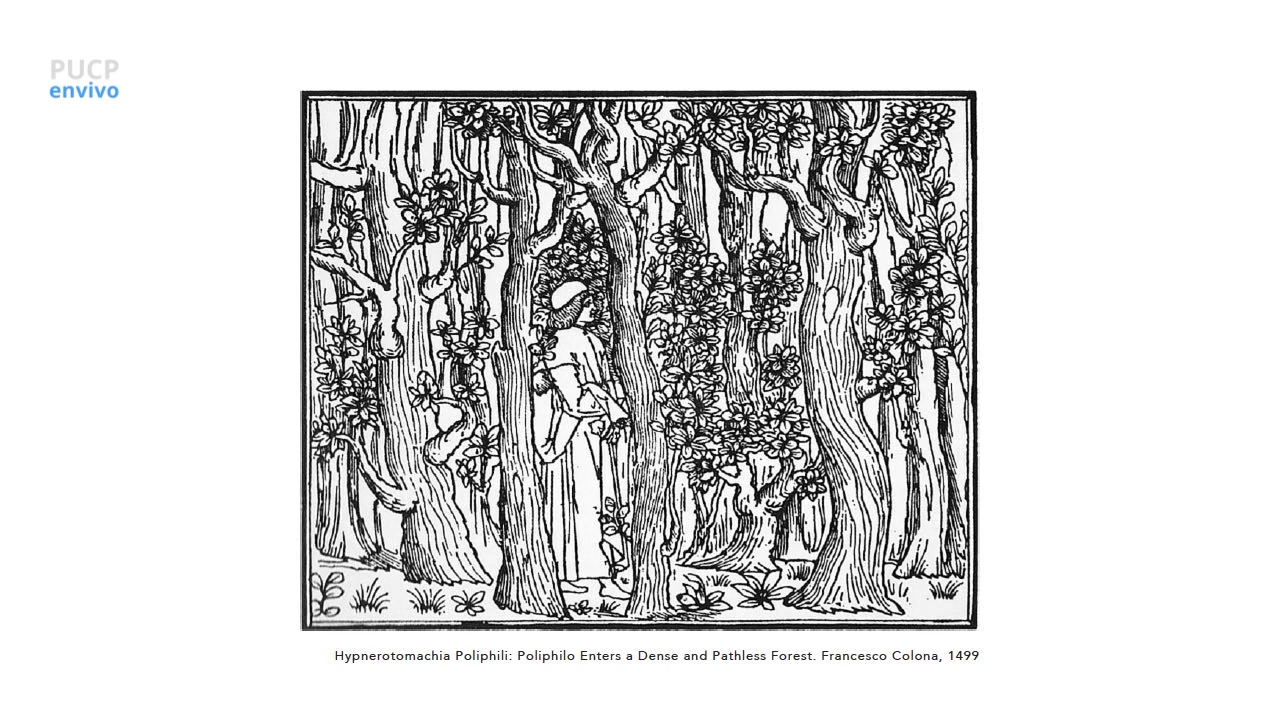 PUCP
envivo
Hypnerotomachia Poliphili: Poliphilo Enters a Dense and Pathless Forest. Francesco Colona, 1499